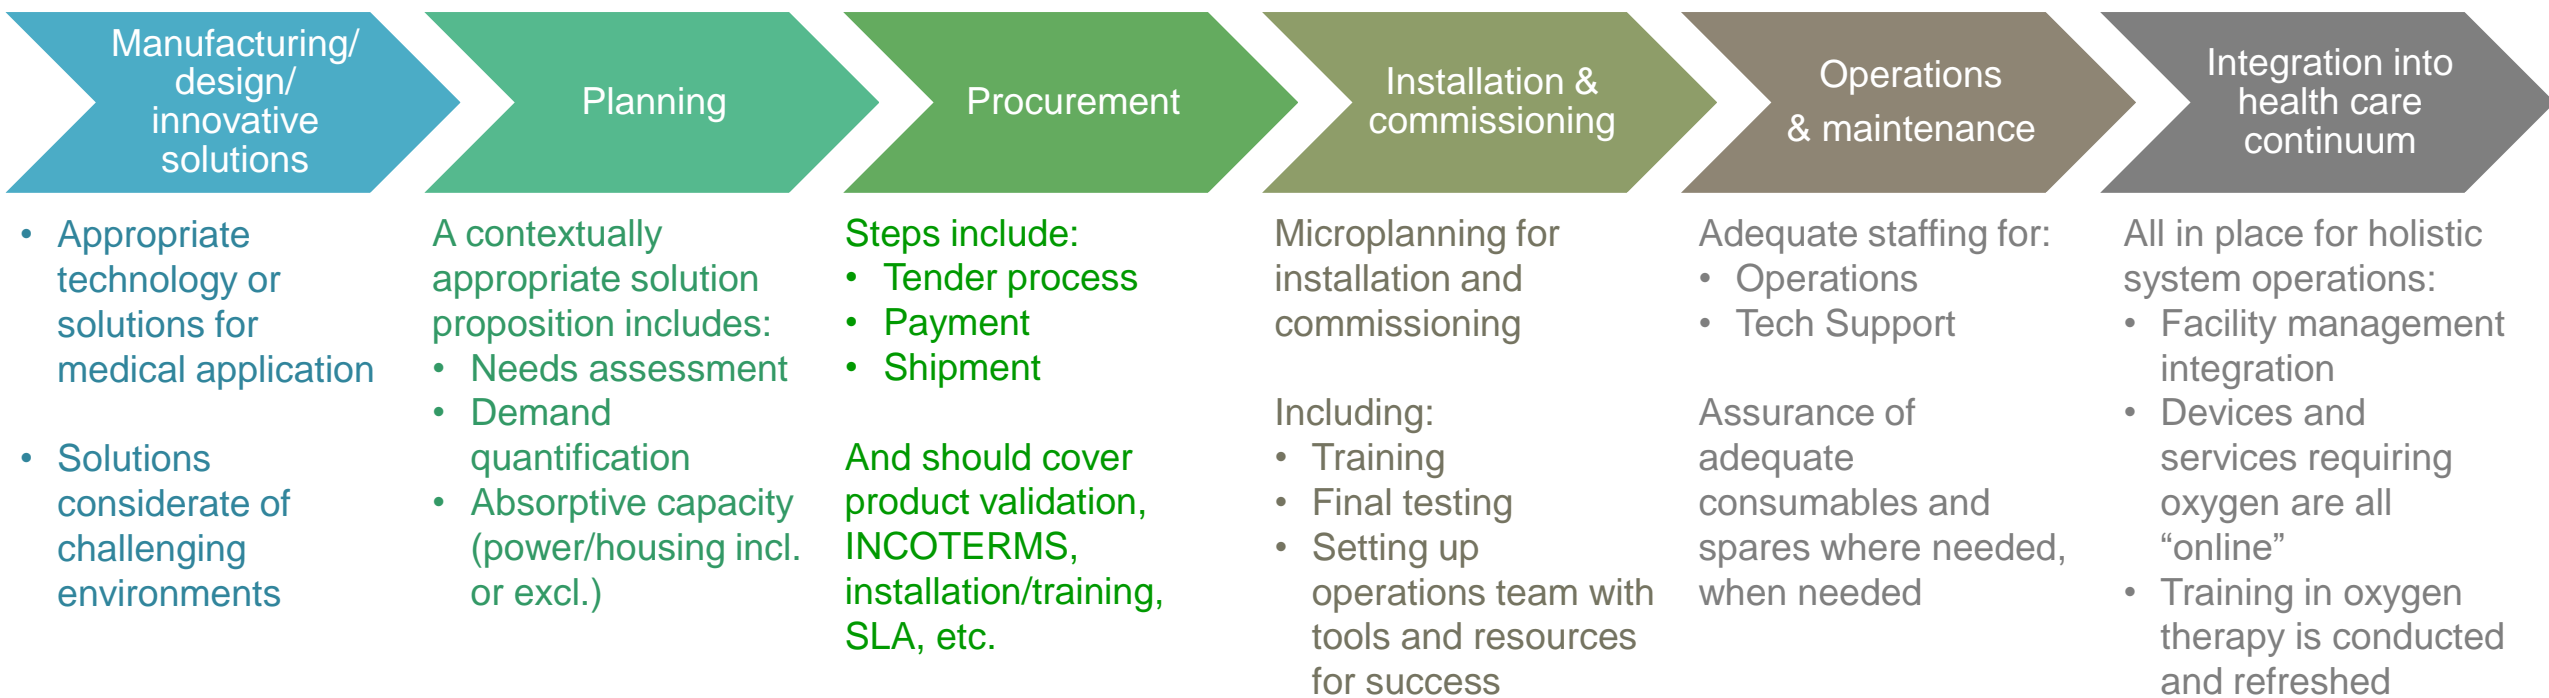 Manufacturing/
design/
innovative
solutions
Planning
Procurement
Installation &
commissioning
Operations
& maintenance
Integration into
health care
continuum
• Appropriate
technology or
solutions for
medical application
• Solutions
considerate of
challenging
environments
A contextually
appropriate solution
proposition includes:
• Needs assessment
• Demand
quantification
• Absorptive capacity
(power/housing incl.
or excl.)
Steps include:
• Tender process
• Payment
• Shipment
And should cover
product validation,
INCOTERMS,
installation/training,
SLA, etc.
Microplanning for
installation and
commissioning
Including:
• Training
• Final testing
• Setting up
operations team with
tools and resources
for success
Adequate staffing for:
• Operations
• Tech Support
Assurance of
adequate
consumables and
spares where needed,
when needed
All in place for holistic
system operations:
• Facility management
integration
• Devices and
services requiring
oxygen are all
“online”
• Training in oxygen
therapy is conducted
and refreshed